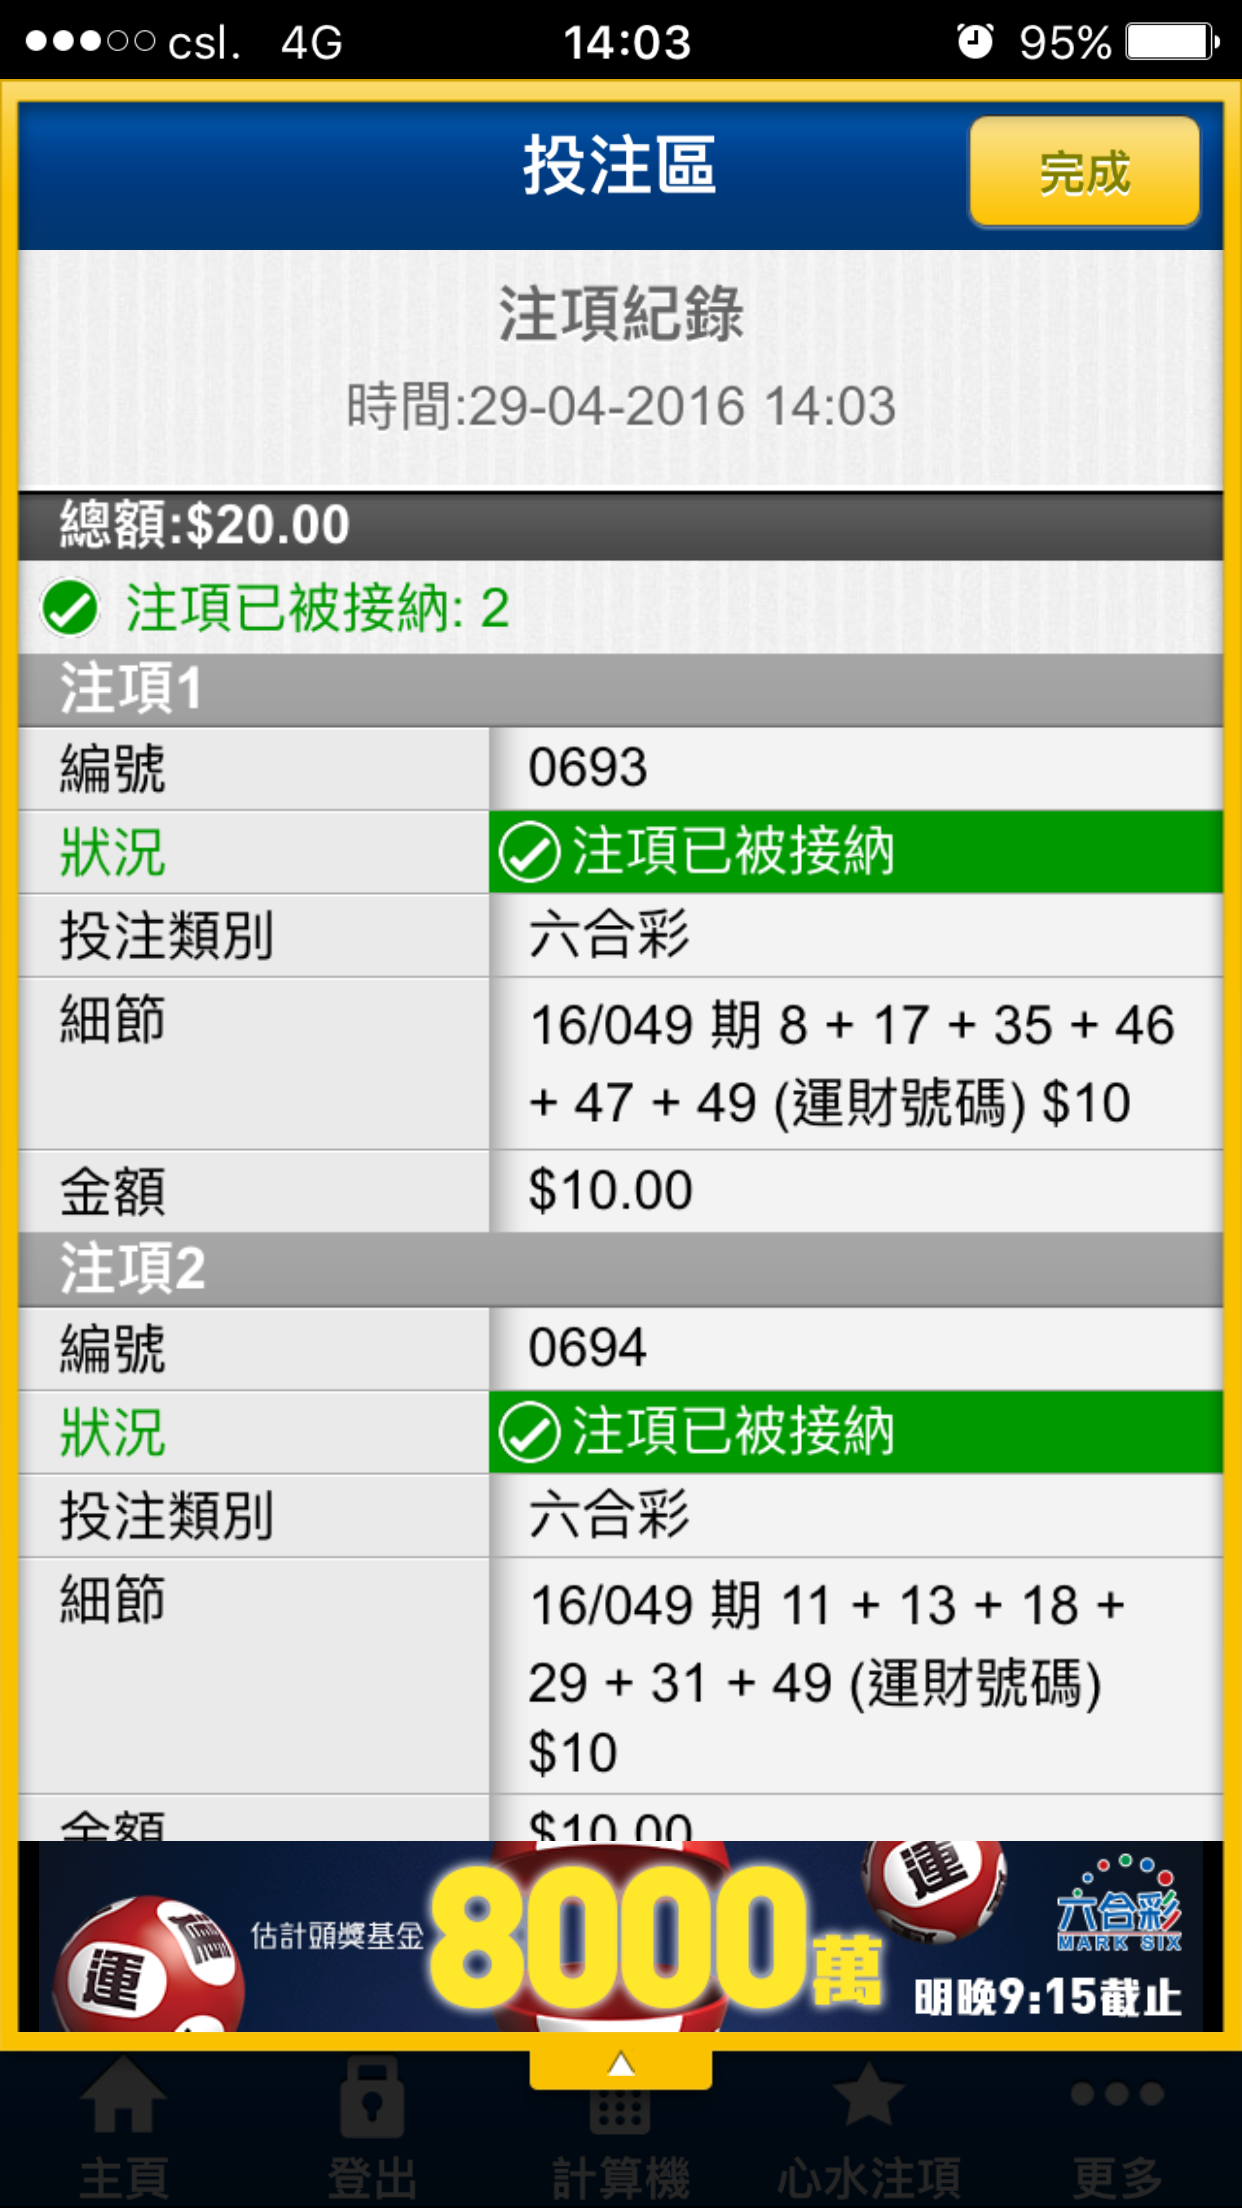 csl. 4G 14:03 95%
投注區
完成
注項紀錄
時間:29-04-2016 14:03
總額:$20.00
注項已被接納: 2
注項1
編號 0693
狀況 注項已被接納
投注類別 六合彩
細節 16/049 期 8 + 17 + 35 + 46
+ 47 + 49 (運財號碼) $10
金額 $10.00
注項2
編號 0694
狀況 注項已被接納
投注類別 六合彩
細節 16/049 期 11 + 13 + 18 +
29 + 31 + 49 (運財號碼)
$10
金額 $10.00
運
運
估計頭獎基金 8000萬
六合彩
MARK SIX
明晚9:15截止
主頁 登出 計算機 心水注項 更多